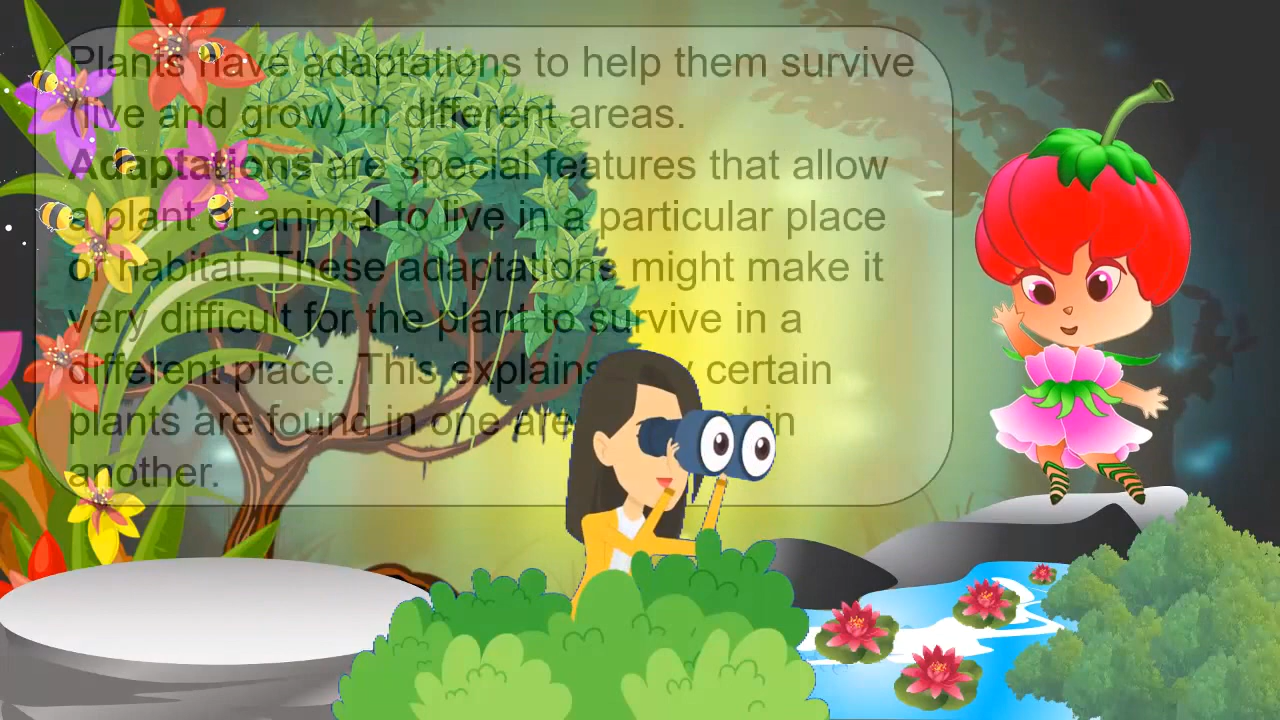 Plants have adaptations to help them survive
(live and grow) in different areas.
Adaptations are special features that allow
a plant or animal to live in a particular place
or habitat. These adaptations might make it
very difficult for the plant to survive in a
different place. This explains certain
plants are found in one in
another.